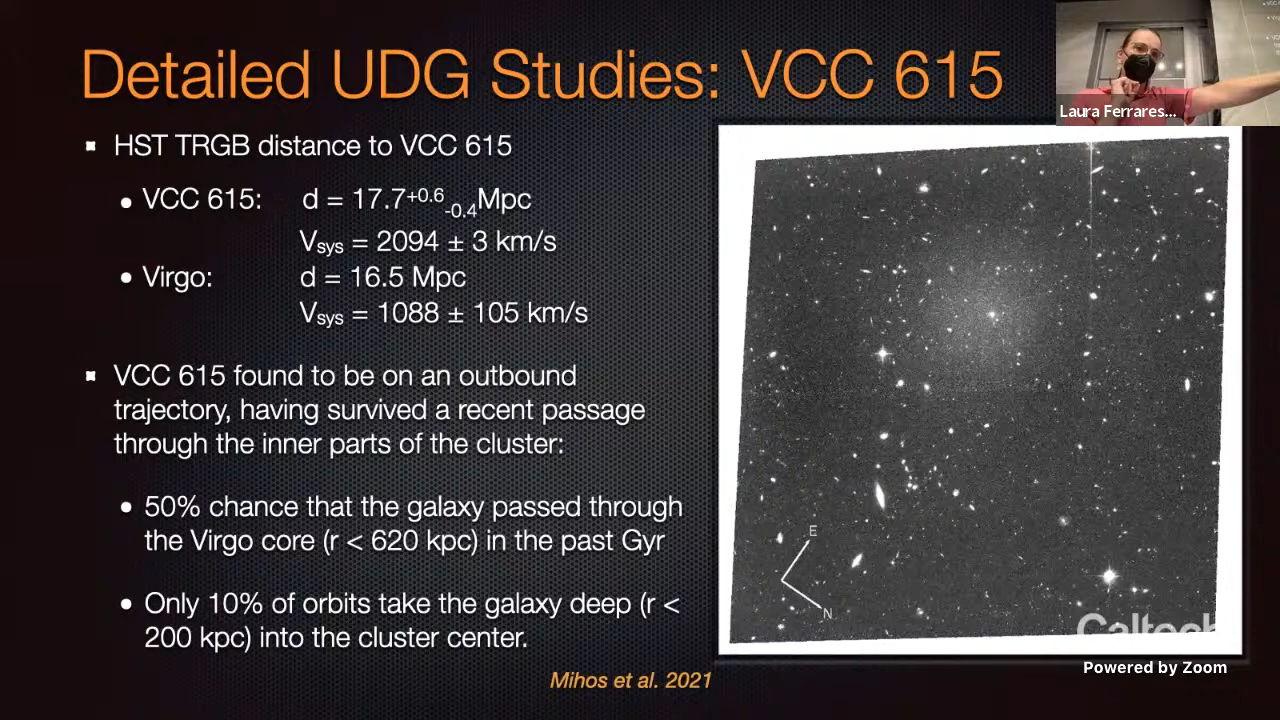 Detailed UDG Studies: VCC 615
Laura Ferrares...
HST TRGB distance to VCC 615
VCC 615: d = 17.7+0.6-0.4Mpc
Vsys = 2094 ± 3 km/s
Virgo: d = 16.5 Mpc
Vsys = 1088 ± 105 km/s
VCC 615 found to be on an outbound
trajectory, having survived a recent passage
through the inner parts of the cluster:
50% chance that the galaxy passed through
the Virgo core (r < 620 kpc) in the past Gyr
Only 10% of orbits take the galaxy deep (r <
200 kpc) into the cluster center.
Mihos et al. 2021
E
N
Caltech
Powered by Zoom